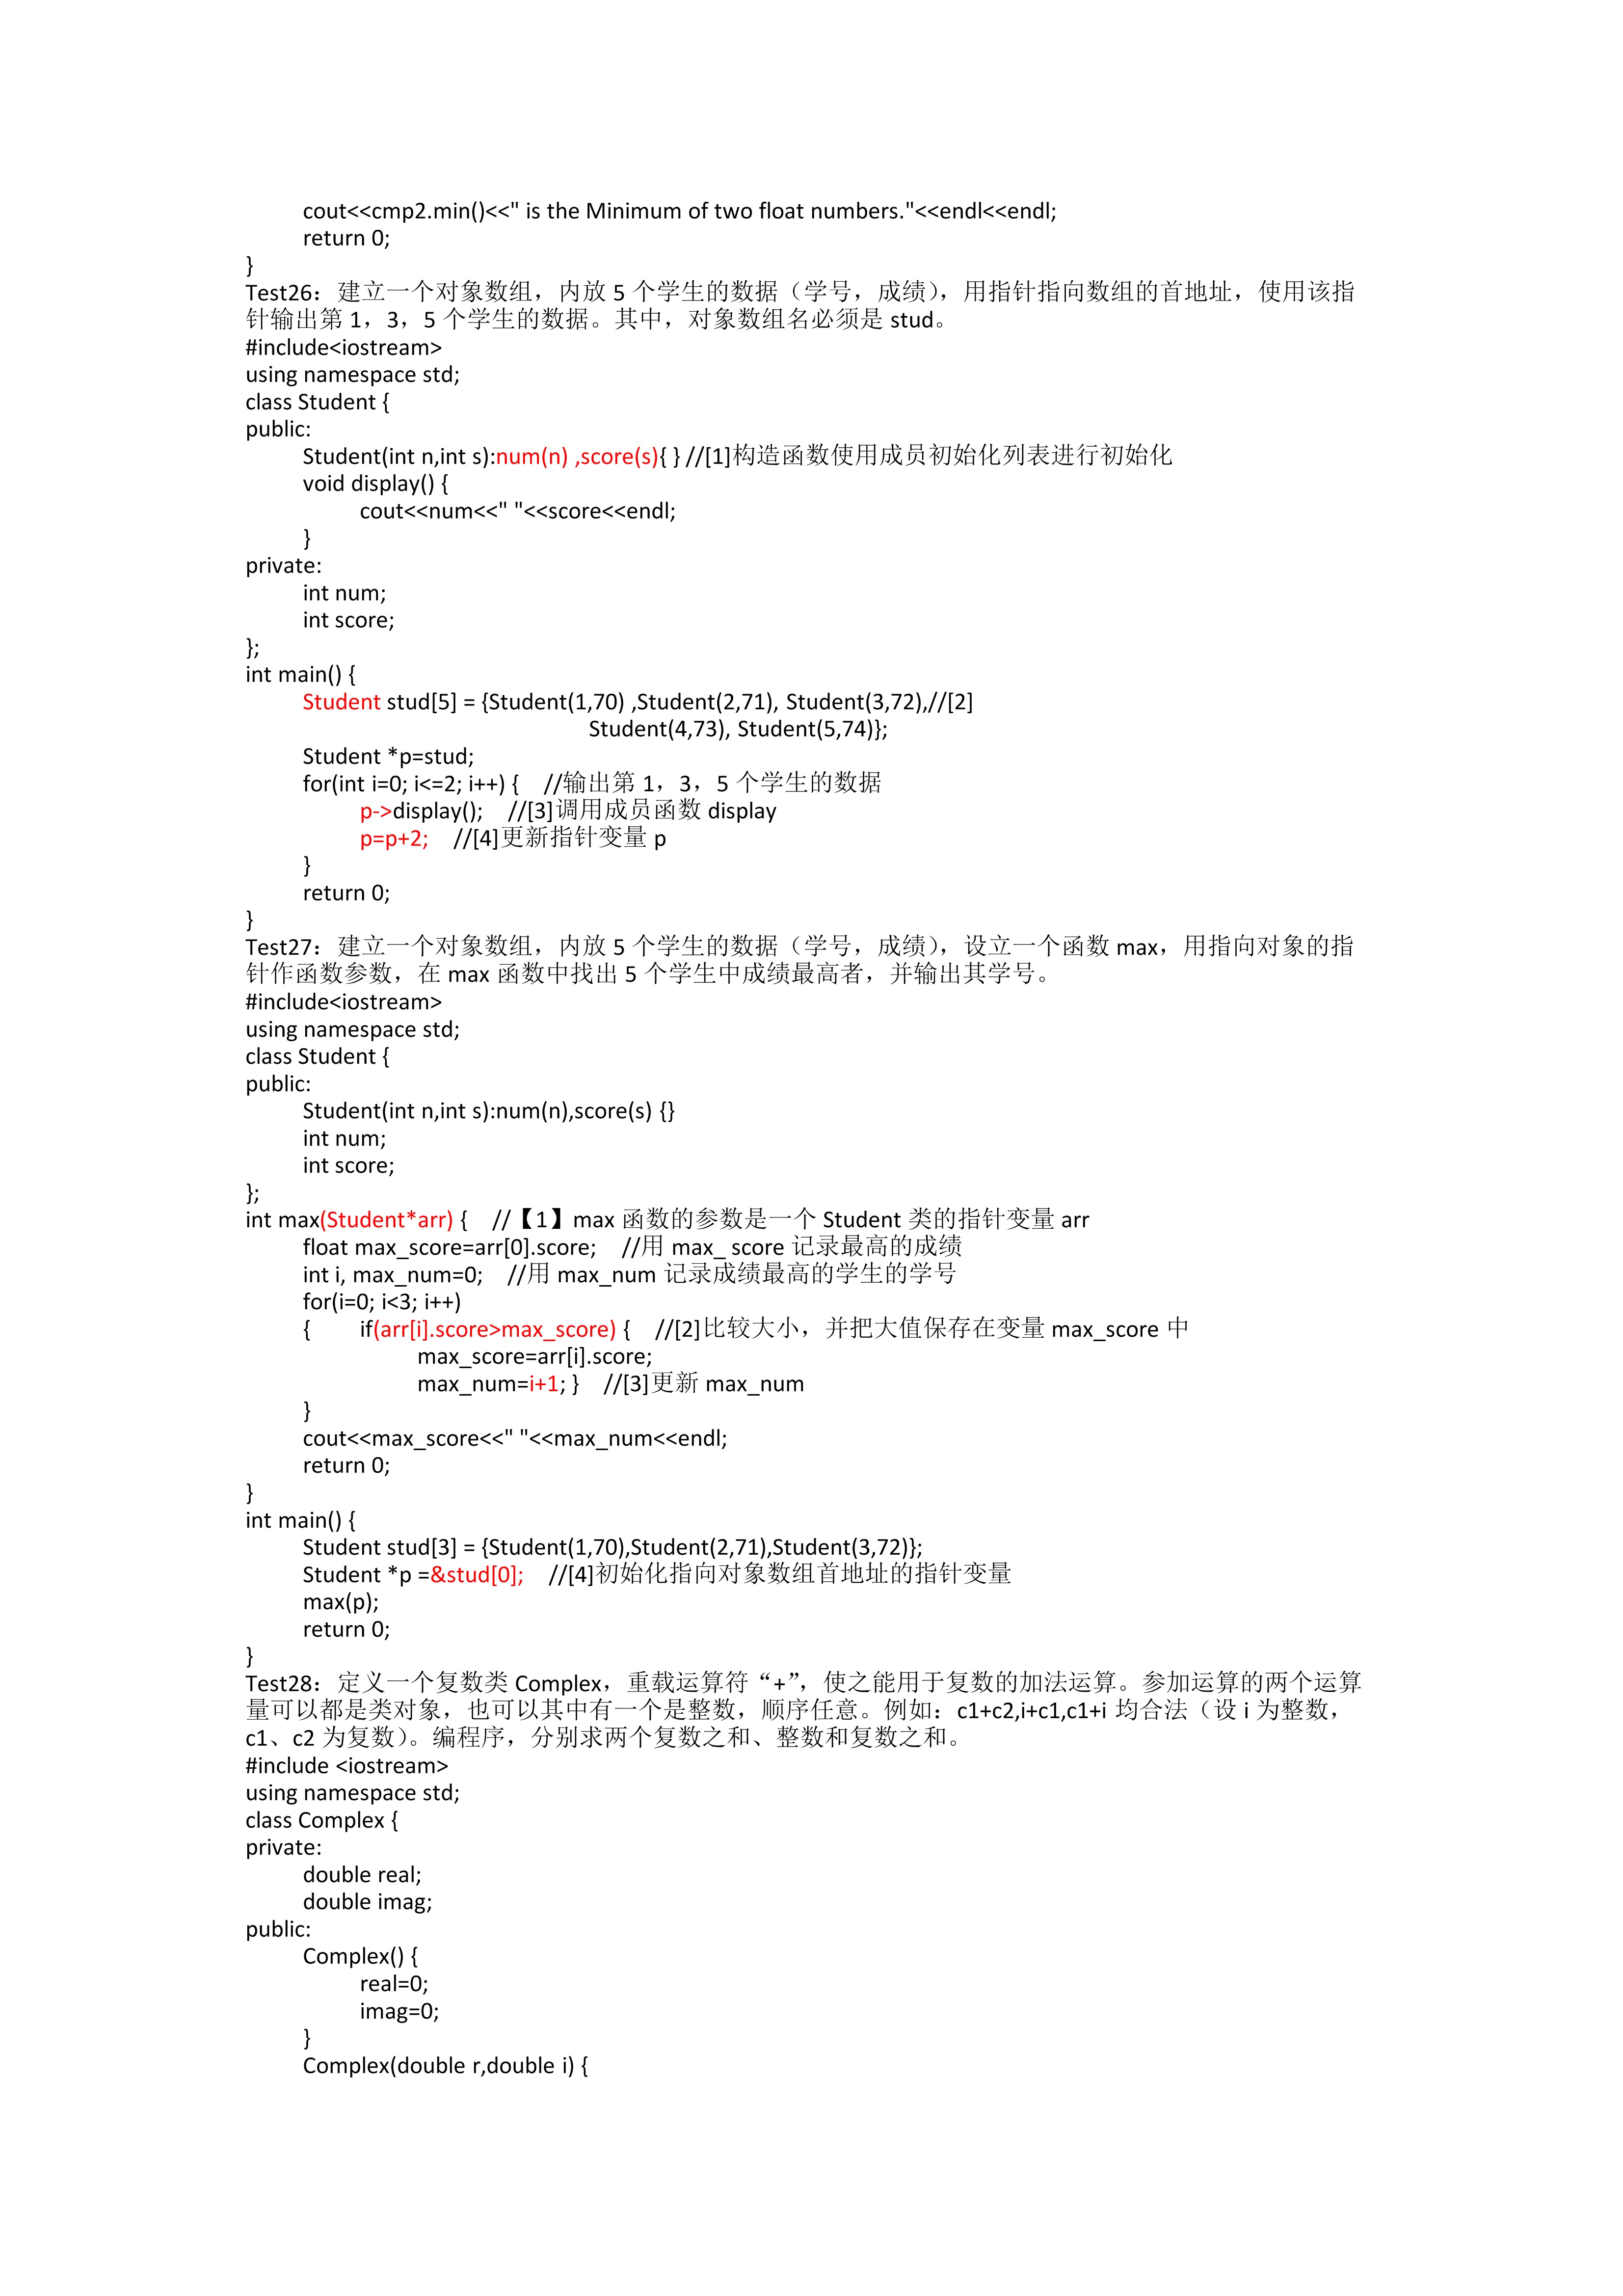 cout<<cmp2.min()<<" is the Minimum of two float numbers."<<endl<<endl;
return 0;
}
Test26：建立一个对象数组，内放 5 个学生的数据（学号，成绩），用指针指向数组的首地址，使用该指
针输出第 1，3，5 个学生的数据。其中，对象数组名必须是 stud。
#include<iostream>
using namespace std;
class Student {
public:
Student(int n,int s):num(n) ,score(s){ } //[1]构造函数使用成员初始化列表进行初始化
void display() {
cout<<num<<" "<<score<<endl;
}
private:
int num;
int score;
};
int main() {
Student stud[5] = {Student(1,70) ,Student(2,71), Student(3,72),//[2]
Student(4,73), Student(5,74)};
Student *p=stud;
for(int i=0; i<=2; i++) { //输出第 1，3，5 个学生的数据
p->display(); //[3]调用成员函数 display
p=p+2; //[4]更新指针变量 p
}
return 0;
}
Test27：建立一个对象数组，内放 5 个学生的数据（学号，成绩），设立一个函数 max，用指向对象的指
针作函数参数，在 max 函数中找出 5 个学生中成绩最高者，并输出其学号。
#include<iostream>
using namespace std;
class Student {
public:
Student(int n,int s):num(n),score(s) {}
int num;
int score;
};
int max(Student*arr) { //【1】max 函数的参数是一个 Student 类的指针变量 arr
float max_score=arr[0].score; //用 max_ score 记录最高的成绩
int i, max_num=0; //用 max_num 记录成绩最高的学生的学号
for(i=0; i<3; i++)
{ if(arr[i].score>max_score) { //[2]比较大小，并把大值保存在变量 max_score 中
max_score=arr[i].score;
max_num=i+1; } //[3]更新 max_num
}
cout<<max_score<<" "<<max_num<<endl;
return 0;
}
int main() {
Student stud[3] = {Student(1,70),Student(2,71),Student(3,72)};
Student *p =&stud[0]; //[4]初始化指向对象数组首地址的指针变量
max(p);
return 0;
}
Test28：定义一个复数类 Complex，重载运算符“+”，使之能用于复数的加法运算。参加运算的两个运算
量可以都是类对象，也可以其中有一个是整数，顺序任意。例如：c1+c2,i+c1,c1+i 均合法（设 i 为整数，
c1、c2 为复数）。编程序，分别求两个复数之和、整数和复数之和。
#include <iostream>
using namespace std;
class Complex {
private:
double real;
double imag;
public:
Complex() {
real=0;
imag=0;
}
Complex(double r,double i) {